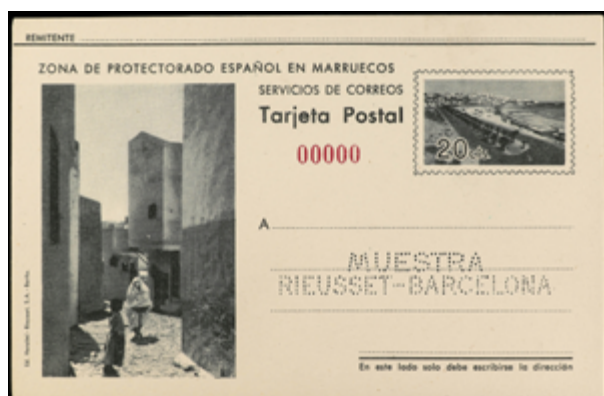 REMITENTE
ZONA DE PROTECTORADO ESPAÑOL EN MARRUECOS
SERVICIOS DE CORREOS
Tarjeta Postal
00000
20 cts.
A
MUESTRA
RIEUSSET-BARCELONA
En este lado solo debe escribirse la dirección